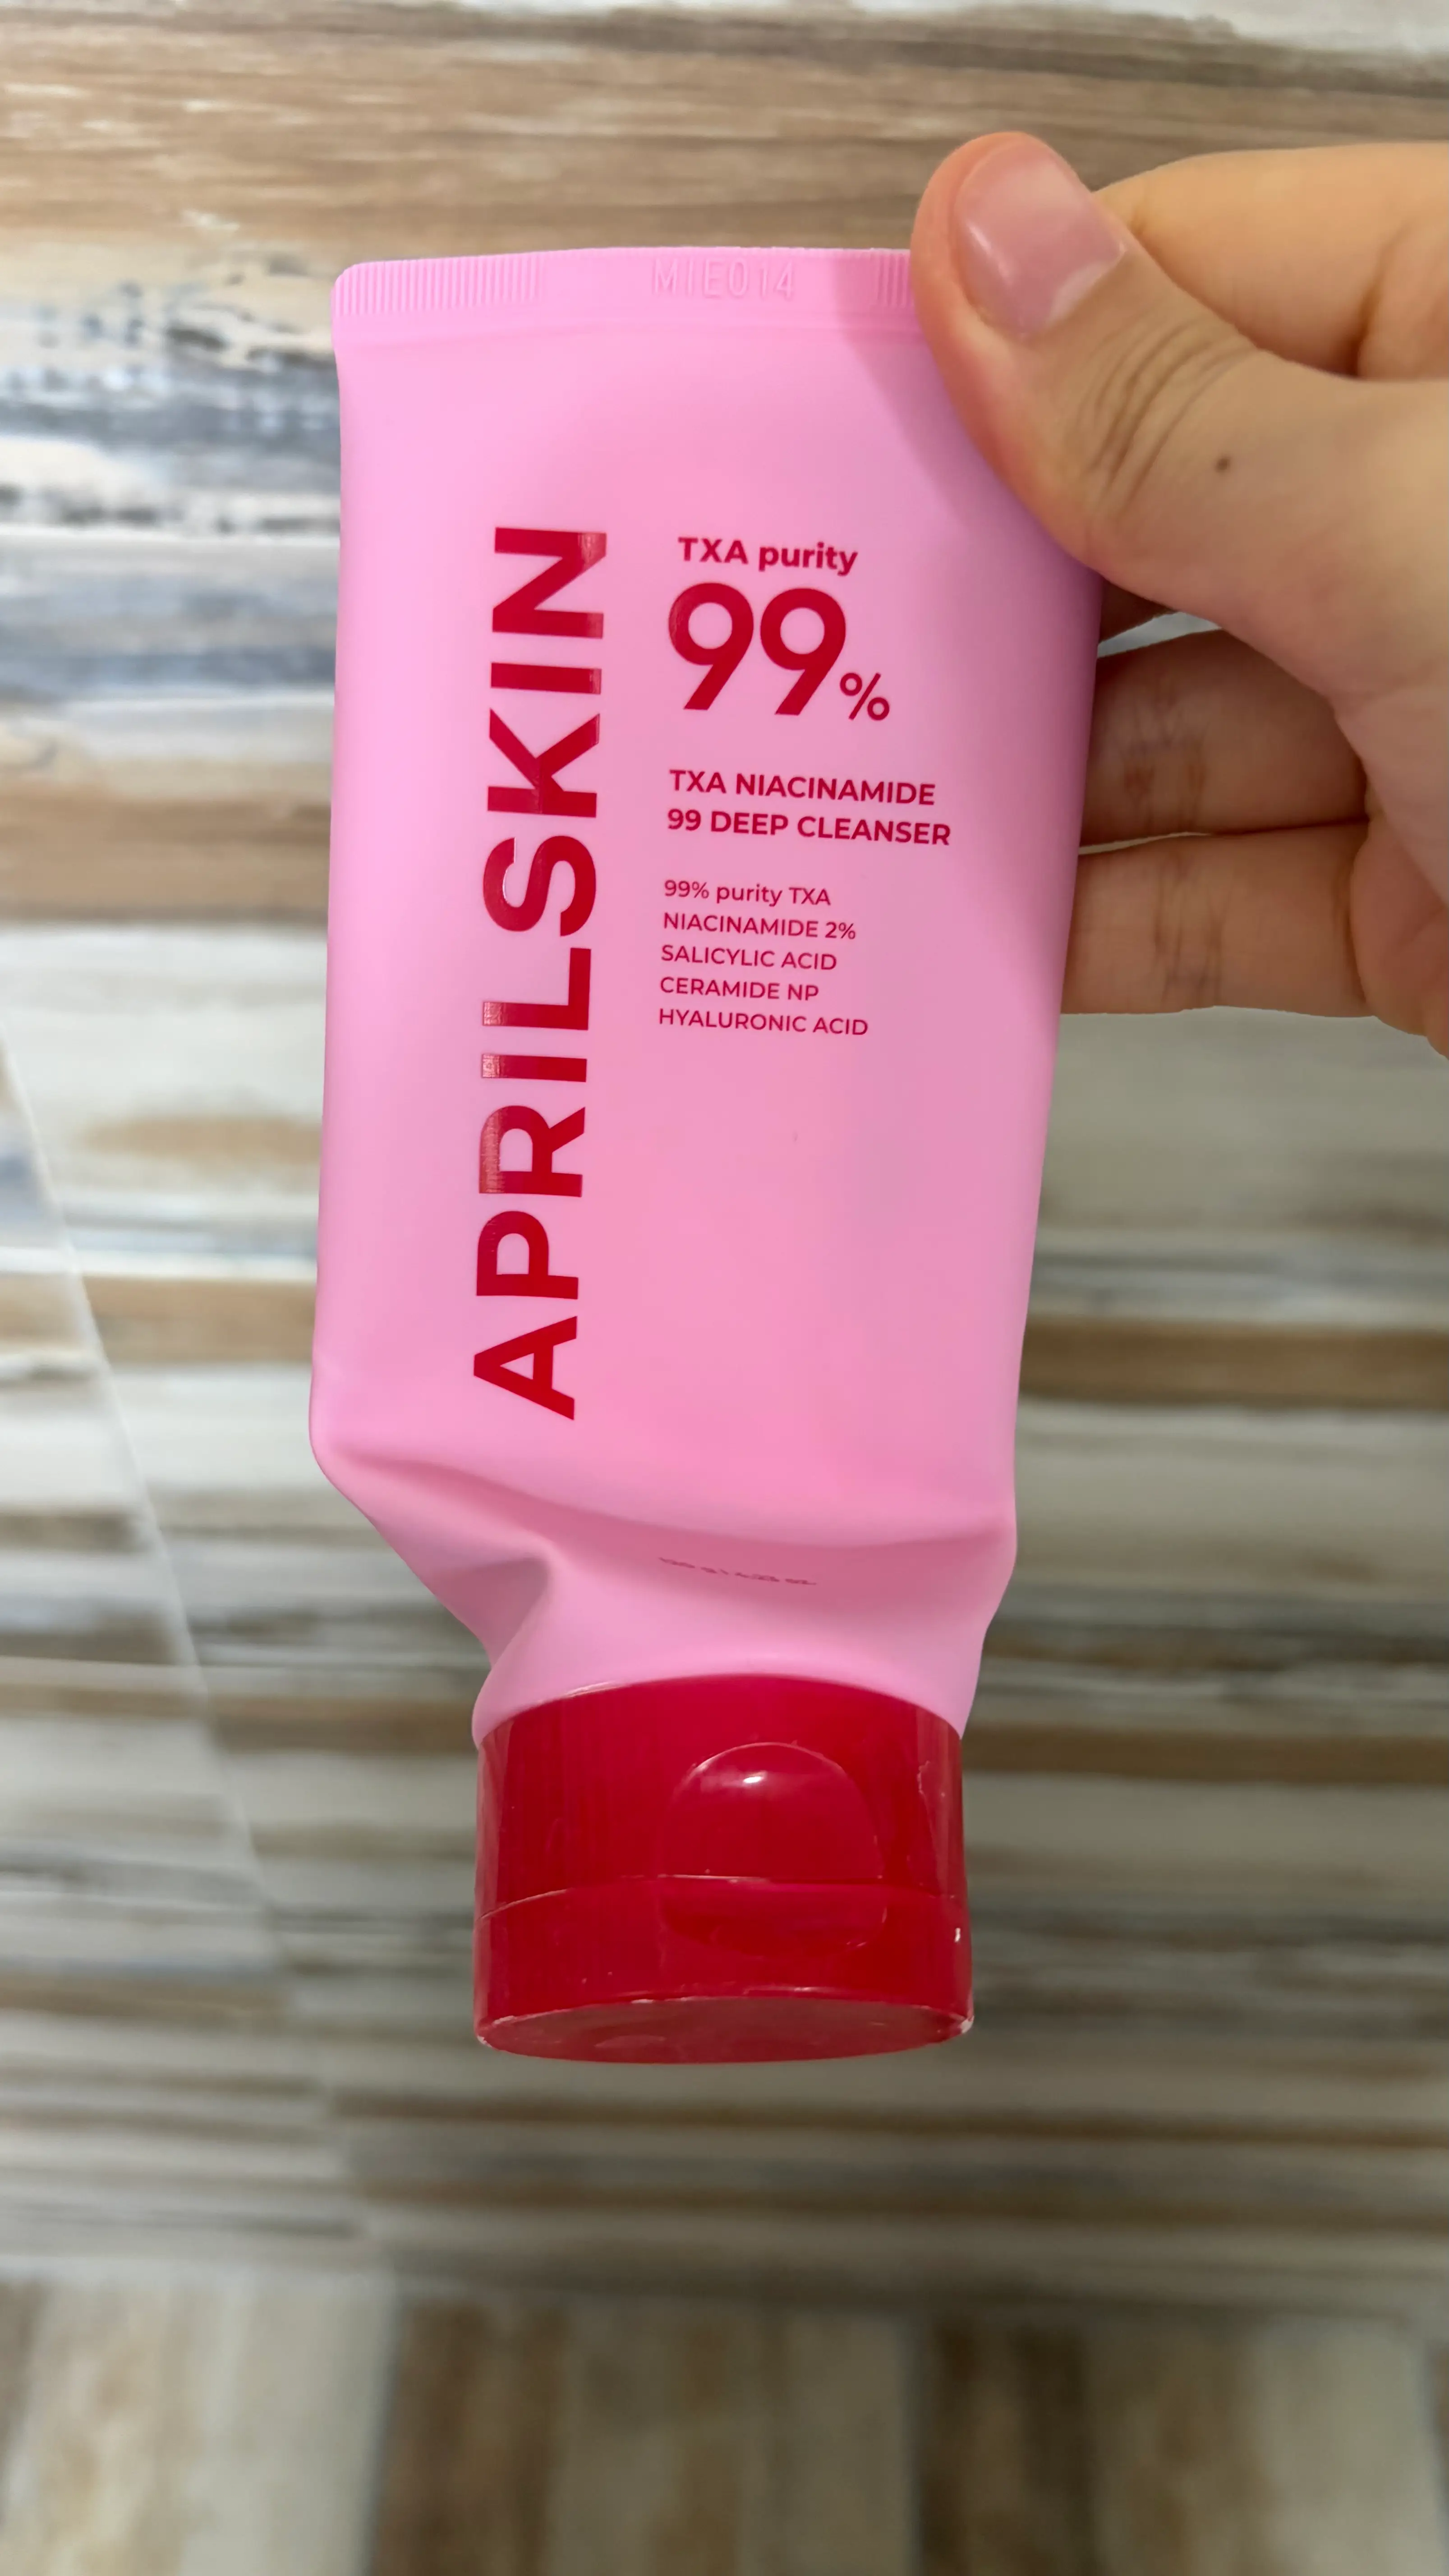 MIE014
APRILSKIN
TXA purity
99%
TXA NIACINAMIDE
99 DEEP CLEANSER
99% purity TXA
NIACINAMIDE 2%
SALICYLIC ACID
CERAMIDE NP
HYALURONIC ACID